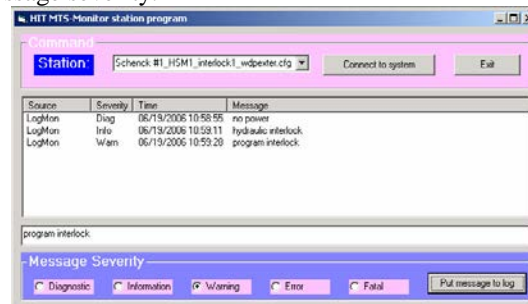 ssage severity.
HIT MTS-Monitor station program
Command
Station: Schenck #1_HSM1_interlock1_wdpexter.cfg Connect to system Exit
Source Severity Time Message
LogMon Diag 06/19/2006 10:58:55 no power
LogMon Info 06/19/2006 10:59:11 hydraulic interlock
LogMon Warn 06/19/2006 10:59:28 program interlock
program interlock
Message Severity
Diagnostic Information Warning Error Fatal Put message to log